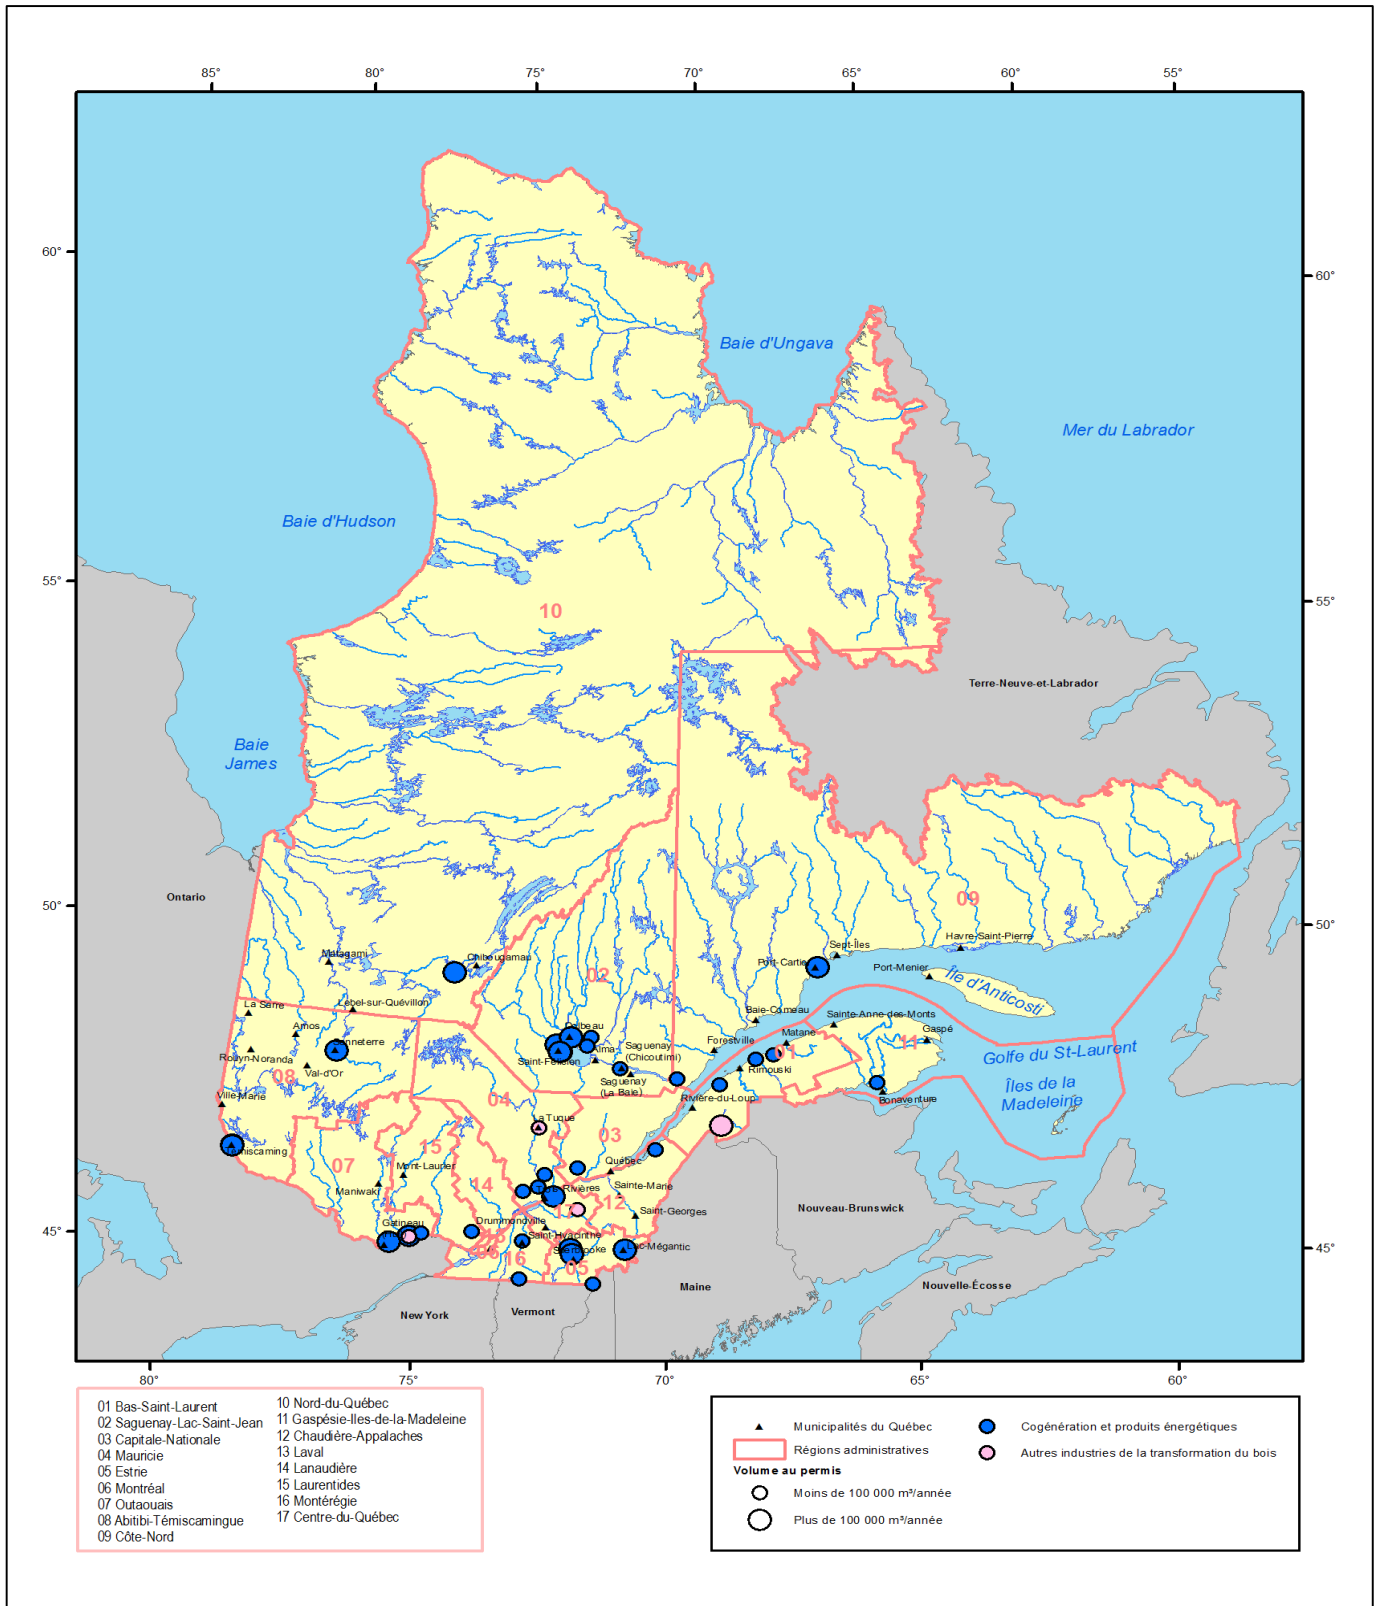 85°
80°
75°
70°
65°
60°
55°
60°
60°
Baie d'Ungava
Mer du Labrador
Baie d'Hudson
55°
55°
10
Terre-Neuve-et-Labrador
Baie
James
Ontario
50°
50°
09
Sept-Îles
Havre-Saint-Pierre
Port-Cartier
Port-Menier
Île d'Anticosti
Matagami
Chibougamau
02
La Sarre
Lebel-sur-Quévillon
Baie-Comeau
Sainte-Anne-des-Monts
Amos
Senneterre
Dolbeau
Matane
Gaspé
11
Rouyn-Noranda
Alma
Saguenay
(Chicoutimi)
Forestville
01
Golfe du St-Laurent
Saint-Félicien
Val-d'Or
08
Rimouski
Saguenay
(La Baie)
Îles de la
Madeleine
Ville-Marie
04
Rivière-du-Loup
Bonaventure
La Tuque
03
Témiscaming
15
07
Mont-Laurier
Québec
Maniwaki
14
Trois-Rivières
Sainte-Marie
12
Saint-Georges
Nouveau-Brunswick
45°
45°
Gatineau
Drummondville
Saint-Hyacinthe
Sherbrooke
Lac-Mégantic
16
05
Maine
Nouvelle-Écosse
New York
Vermont
80°
75°
70°
65°
60°
01 Bas-Saint-Laurent
02 Saguenay-Lac-Saint-Jean
03 Capitale-Nationale
04 Mauricie
05 Estrie
06 Montréal
07 Outaouais
08 Abitibi-Témiscamingue
09 Côte-Nord
10 Nord-du-Québec
11 Gaspésie-Iles-de-la-Madeleine
12 Chaudière-Appalaches
13 Laval
14 Lanaudière
15 Laurentides
16 Montérégie
17 Centre-du-Québec
Municipalités du Québec
Régions administratives
Volume au permis
Moins de 100 000 m³/année
Plus de 100 000 m³/année
Cogénération et produits énergétiques
Autres industries de la transformation du bois